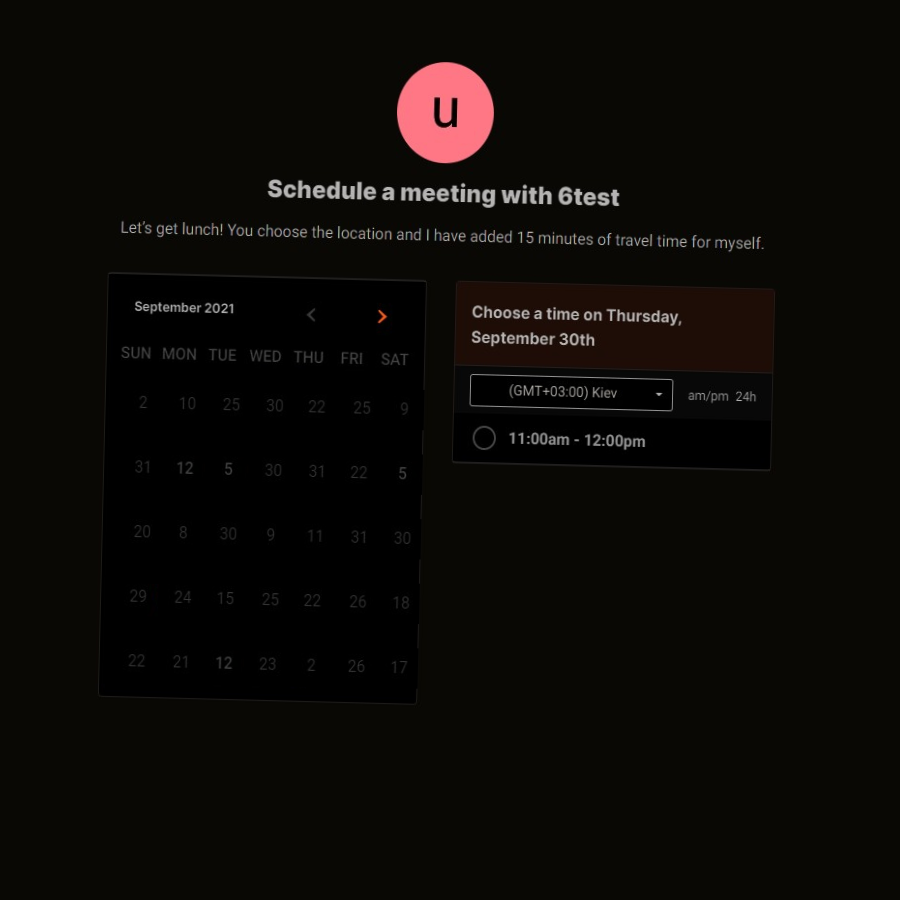 u
Schedule a meeting with 6test
Let's get lunch! You choose the location and I have added 15 minutes of travel time for myself.
September 2021
SUN MON TUE WED THU FRI SAT
2 10 25 30 22 25 9
31 12 5 30 31 22 5
20 8 30 9 11 31 30
29 24 15 25 22 26 18
22 21 12 23 2 26 17
Choose a time on Thursday,
September 30th
(GMT+03:00) Kiev am/pm 24h
11:00am - 12:00pm